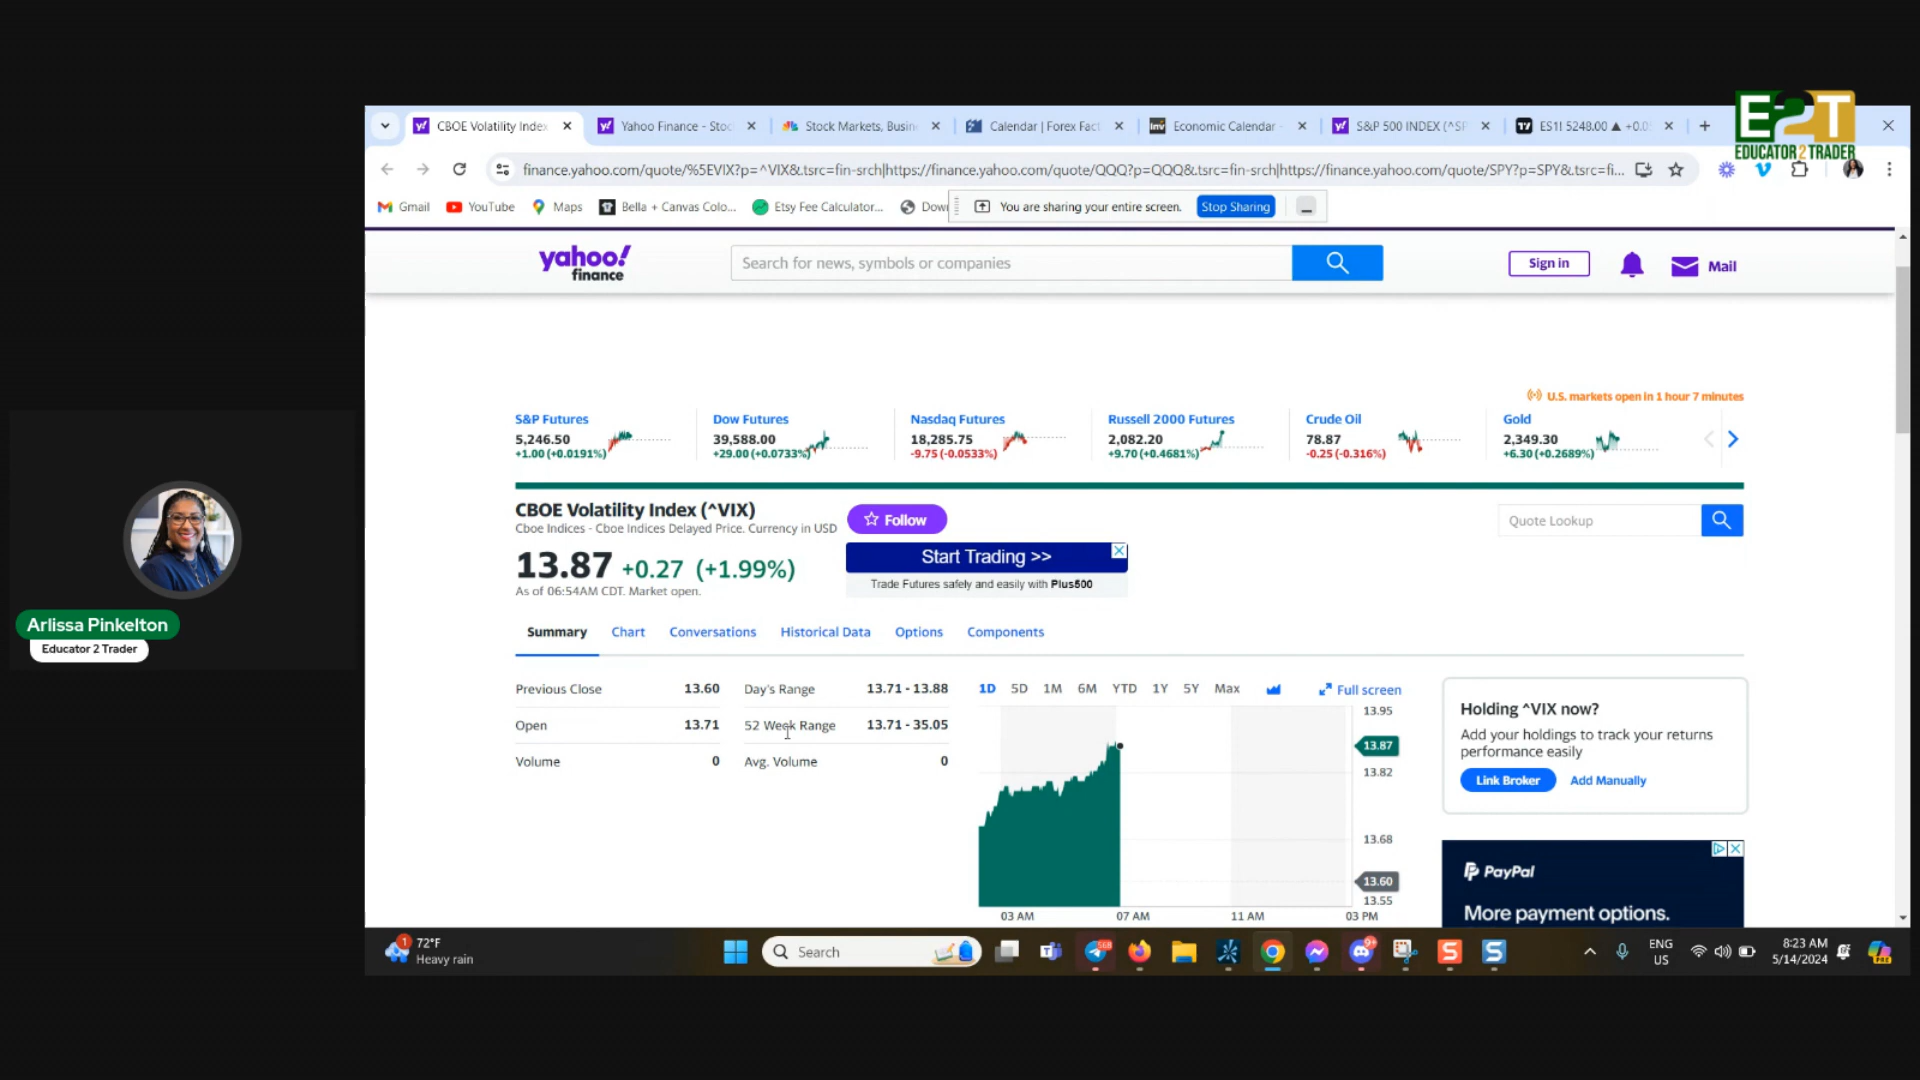 E2T
EDUCATOR 2 TRADER
CBOE Volatility Index
Yahoo Finance - Stoc
Stock Markets, Busin
Calendar | Forex Fact
Economic Calendar -
S&P 500 INDEX (^SP
ES1! 5248.00 ▲ +0.0
finance.yahoo.com/quote/%5EVIX?p=^VIX&.tsrc=fin-srch|https://finance.yahoo.com/quote/QQQ?p=QQQ&.tsrc=fin-srch|https://finance.yahoo.com/quote/SPY?p=SPY&.tsrc=fi...
Gmail
YouTube
Maps
Bella + Canvas Colo...
Etsy Fee Calculator...
You are sharing your entire screen.
Stop Sharing
yahoo!
finance
Search for news, symbols or companies
Sign in
Mail
U.S. markets open in 1 hour 7 minutes
S&P Futures
5,246.50
+1.00 (+0.0191%)
Dow Futures
39,588.00
+29.00 (+0.0733%)
Nasdaq Futures
18,285.75
-9.75 (-0.0533%)
Russell 2000 Futures
2,082.20
+9.70 (+0.4681%)
Crude Oil
78.87
-0.25 (-0.316%)
Gold
2,349.30
+6.30 (+0.2689%)
CBOE Volatility Index (^VIX)
Cboe Indices - Cboe Indices Delayed Price. Currency in USD
Follow
Quote Lookup
13.87 +0.27 (+1.99%)
As of 06:54AM CDT. Market open.
Start Trading >>
Trade Futures safely and easily with Plus500
Arlissa Pinkelton
Educator 2 Trader
Summary Chart Conversations Historical Data Options Components
Previous Close 13.60
Open 13.71
Volume 0
Day's Range 13.71 - 13.88
52 Week Range 13.71 - 35.05
Avg. Volume 0
1D 5D 1M 6M YTD 1Y 5Y Max
Full screen
13.95
13.87
13.82
13.68
13.60
13.55
03 AM 07 AM 11 AM 03 PM
Holding ^VIX now?
Add your holdings to track your returns
performance easily
Link Broker
Add Manually
PayPal
More payment options.
1
72°F
Heavy rain
Search
ENG
US
8:23 AM
5/14/2024